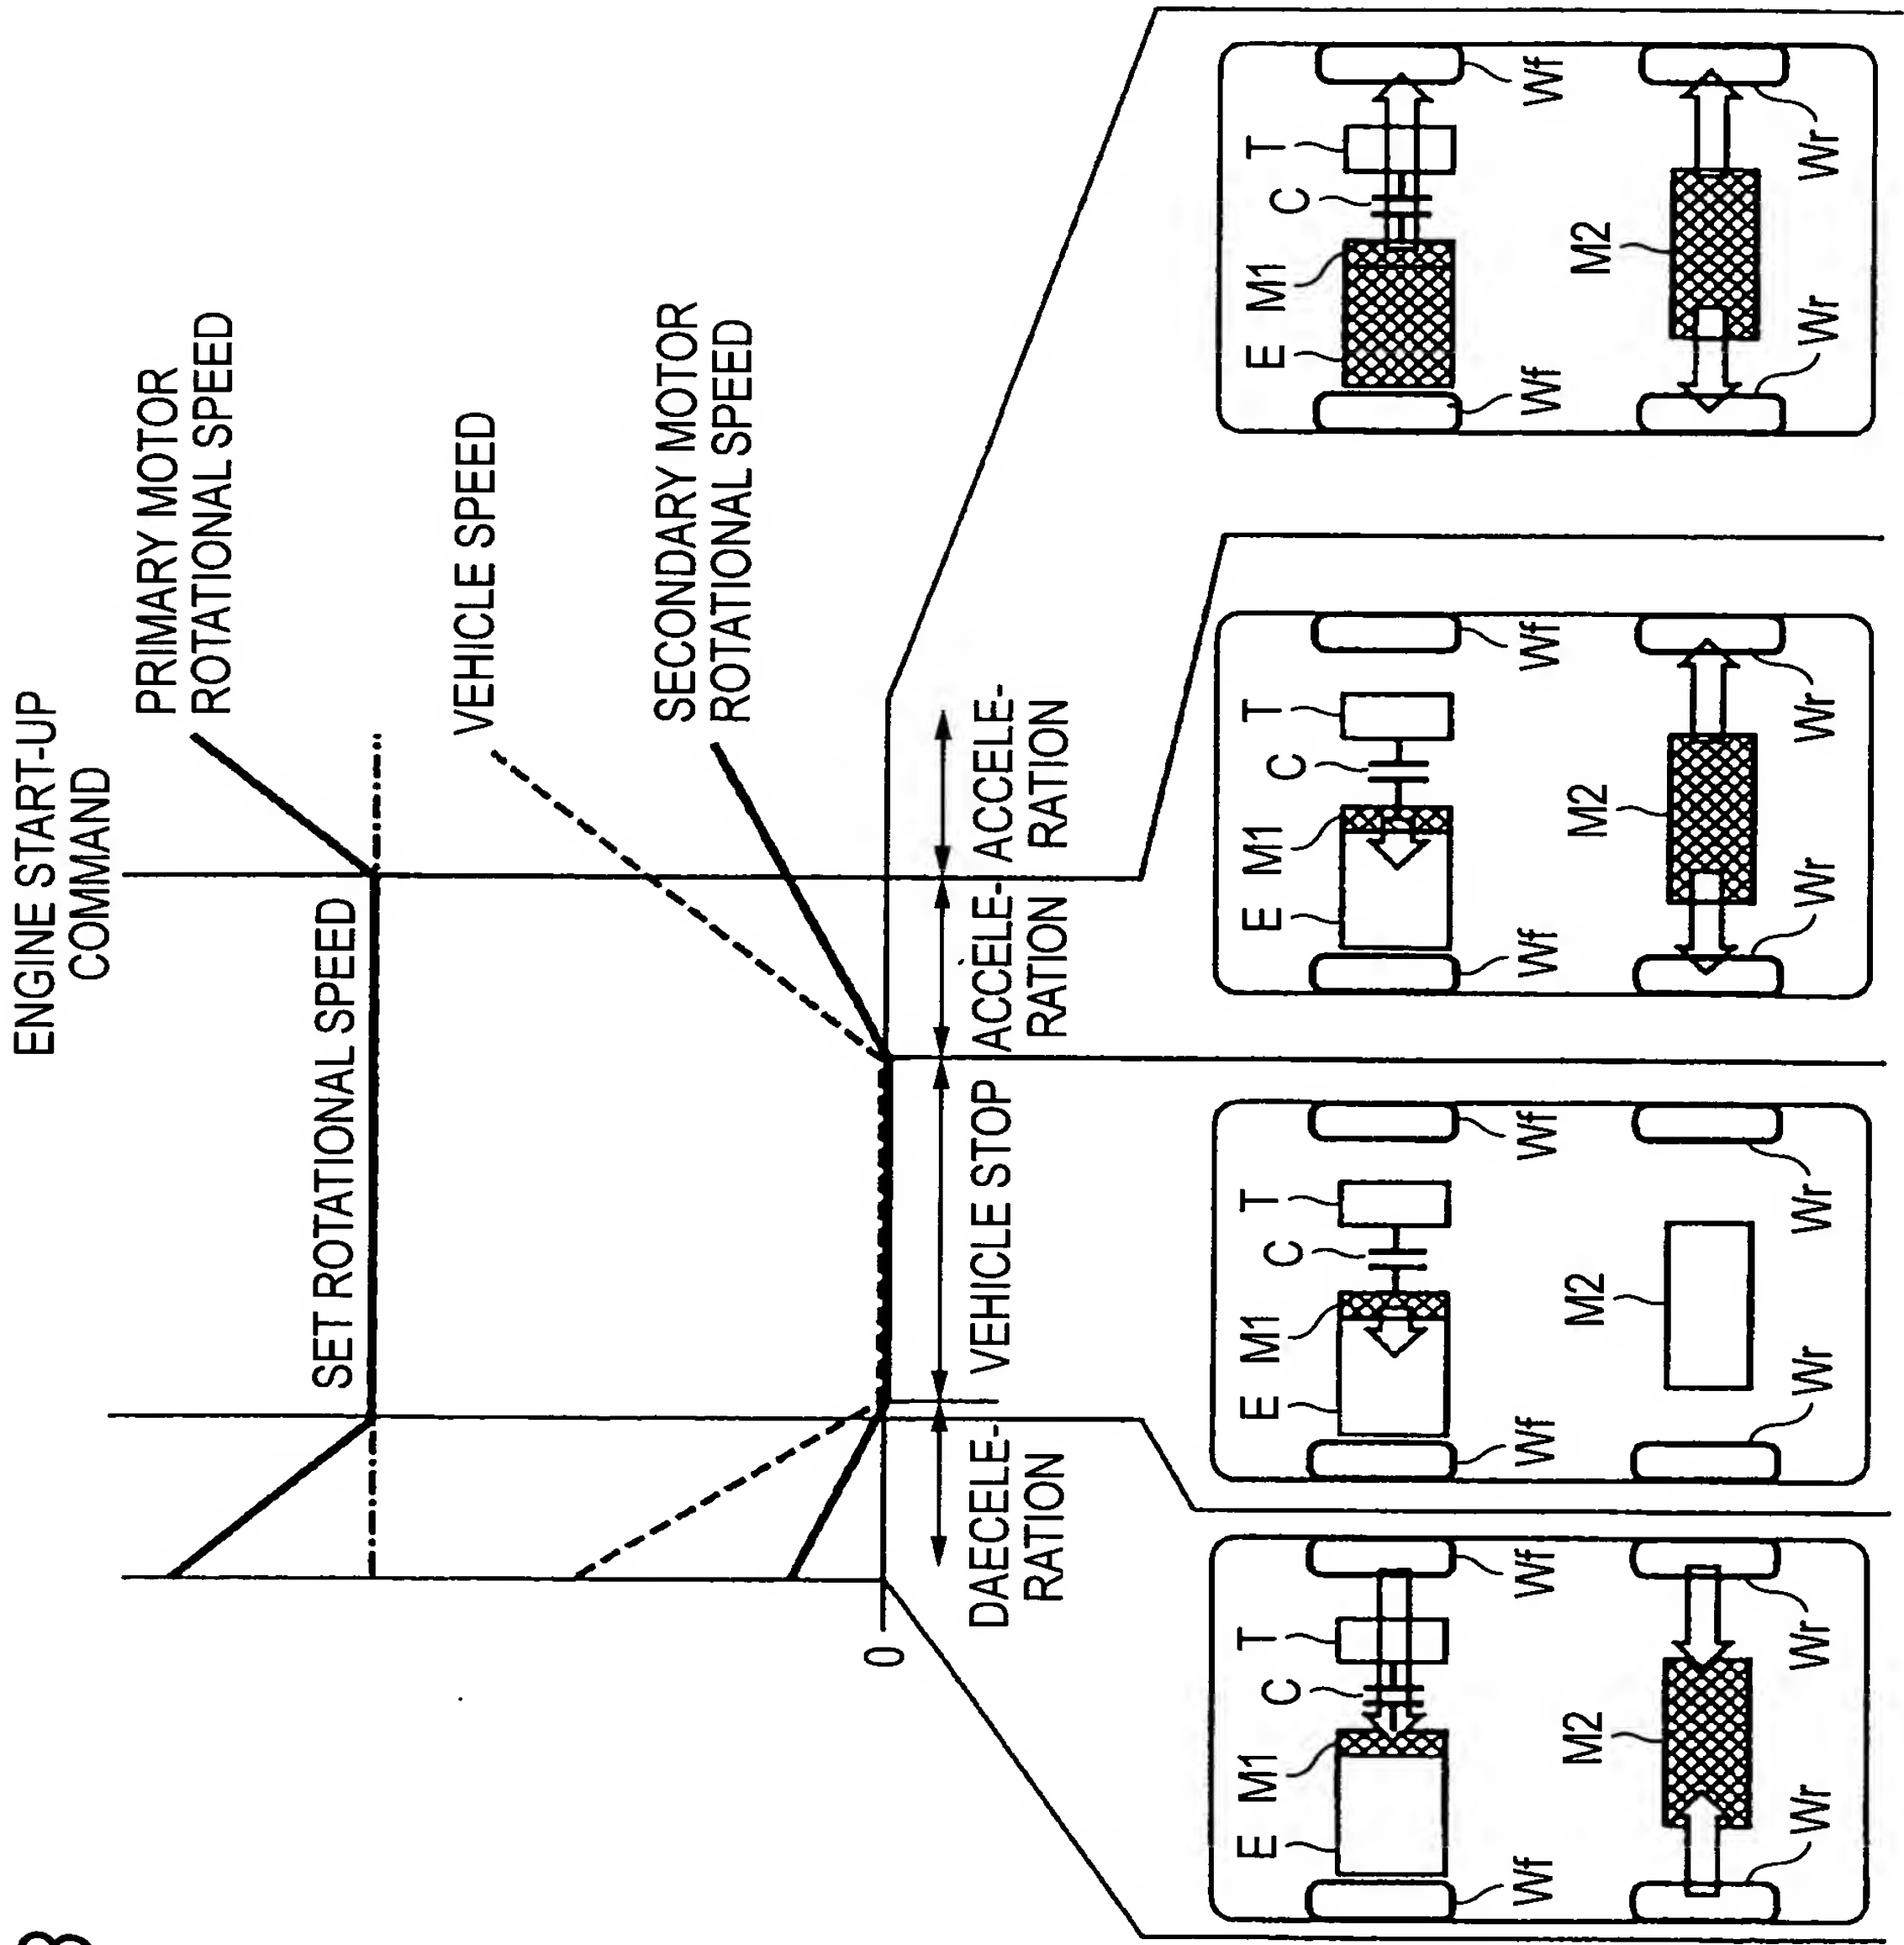 8
ENGINE START-UP
COMMAND
PRIMARY MOTOR
ROTATIONAL SPEED
SET ROTATIONAL SPEED
VEHICLE SPEED
SECONDARY MOTOR
ROTATIONAL SPEED
0
DAECELE-
RATION
VEHICLE STOP
ACCELE-
RATION
ACCELE-
RATION
E
M1
C
T
Wf
Wf
M2
Wr
Wr
E
M1
C
T
Wf
Wf
M2
Wr
Wr
E
M1
C
T
Wf
Wf
M2
Wr
Wr
E
M1
C
T
Wf
Wf
M2
Wr
Wr